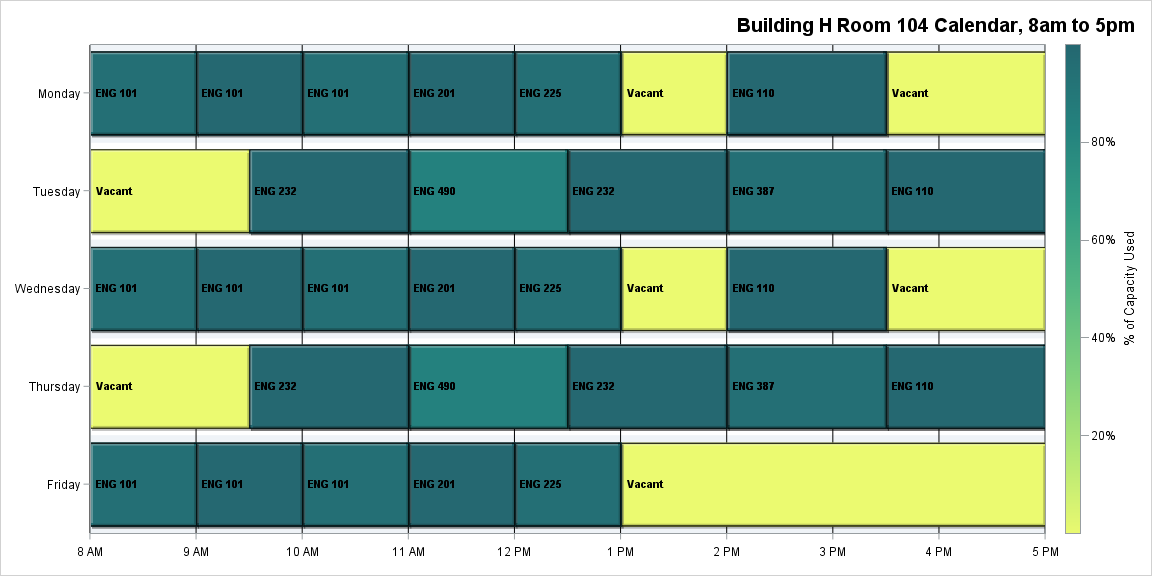 Building H Room 104 Calendar, 8am to 5pm
Monday
ENG 101
ENG 101
ENG 101
ENG 201
ENG 225
Vacant
ENG 110
Vacant
Tuesday
Vacant
ENG 232
ENG 490
ENG 232
ENG 387
ENG 110
Wednesday
ENG 101
ENG 101
ENG 101
ENG 201
ENG 225
Vacant
ENG 110
Vacant
Thursday
Vacant
ENG 232
ENG 490
ENG 232
ENG 387
ENG 110
Friday
ENG 101
ENG 101
ENG 101
ENG 201
ENG 225
Vacant
8 AM
9 AM
10 AM
11 AM
12 PM
1 PM
2 PM
3 PM
4 PM
5 PM
80%
60%
40%
20%
% of Capacity Used